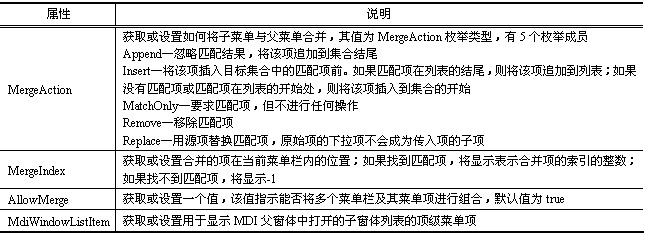 属性 说明
MergeAction 获取或设置如何将子菜单与父菜单合并，其值为 MergeAction 枚举类型，有 5 个枚举成员
Append—忽略匹配结果，将该项追加到集合结尾
Insert—将该项插入目标集合中的匹配项前。如果匹配项在列表的结尾，则将该项追加到列表；如果
没有匹配项或匹配项在列表的开始处，则将该项插入到集合的开始
MatchOnly—要求匹配项，但不进行任何操作
Remove—移除匹配项
Replace—用源项替换匹配项，原始项的下拉项不会成为传入项的子项
MergeIndex 获取或设置合并的项在当前菜单栏内的位置；如果找到匹配项，将显示表示合并项的索引的整数；
如果找不到匹配项，将显示-1
AllowMerge 获取或设置一个值，该值指示能否将多个菜单栏及其菜单项进行组合，默认值为 true
MdiWindowListItem 获取或设置用于显示 MDI 父窗体中打开的子窗体列表的顶级菜单项